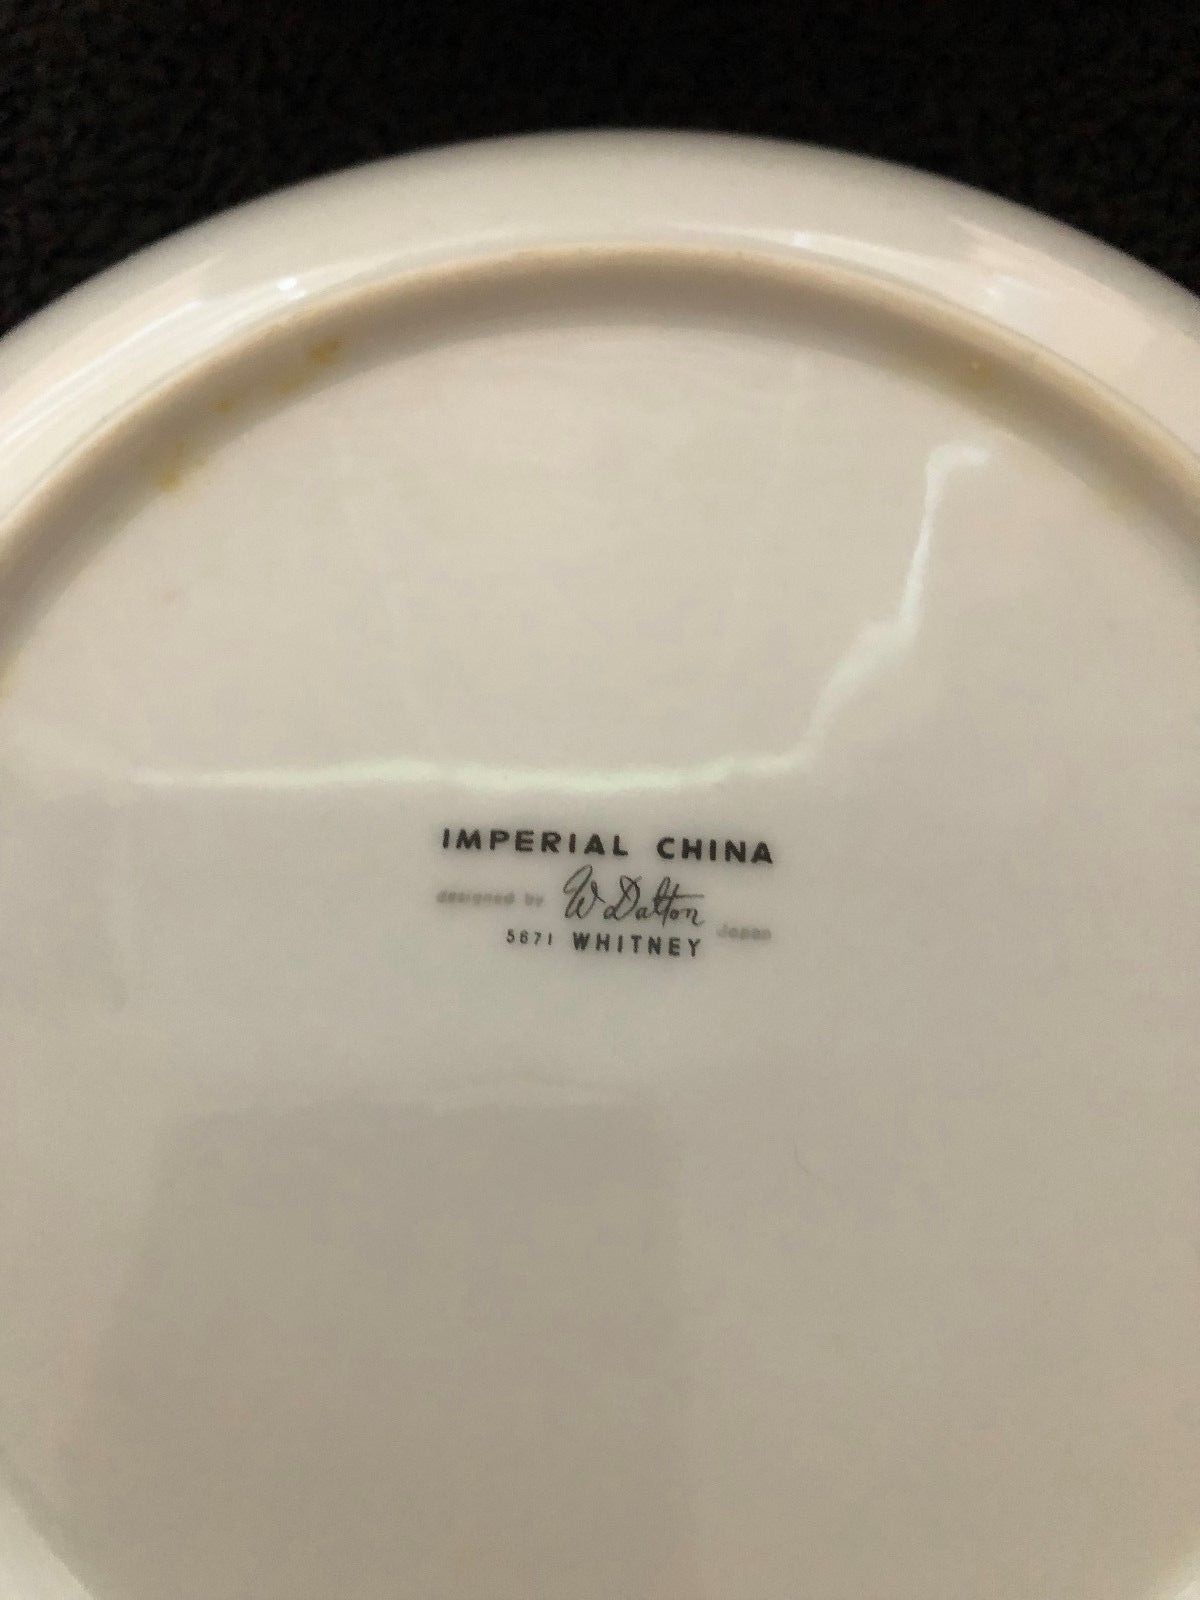 IMPERIAL CHINA
designed by W Dalton Japan
5671 WHITNEY